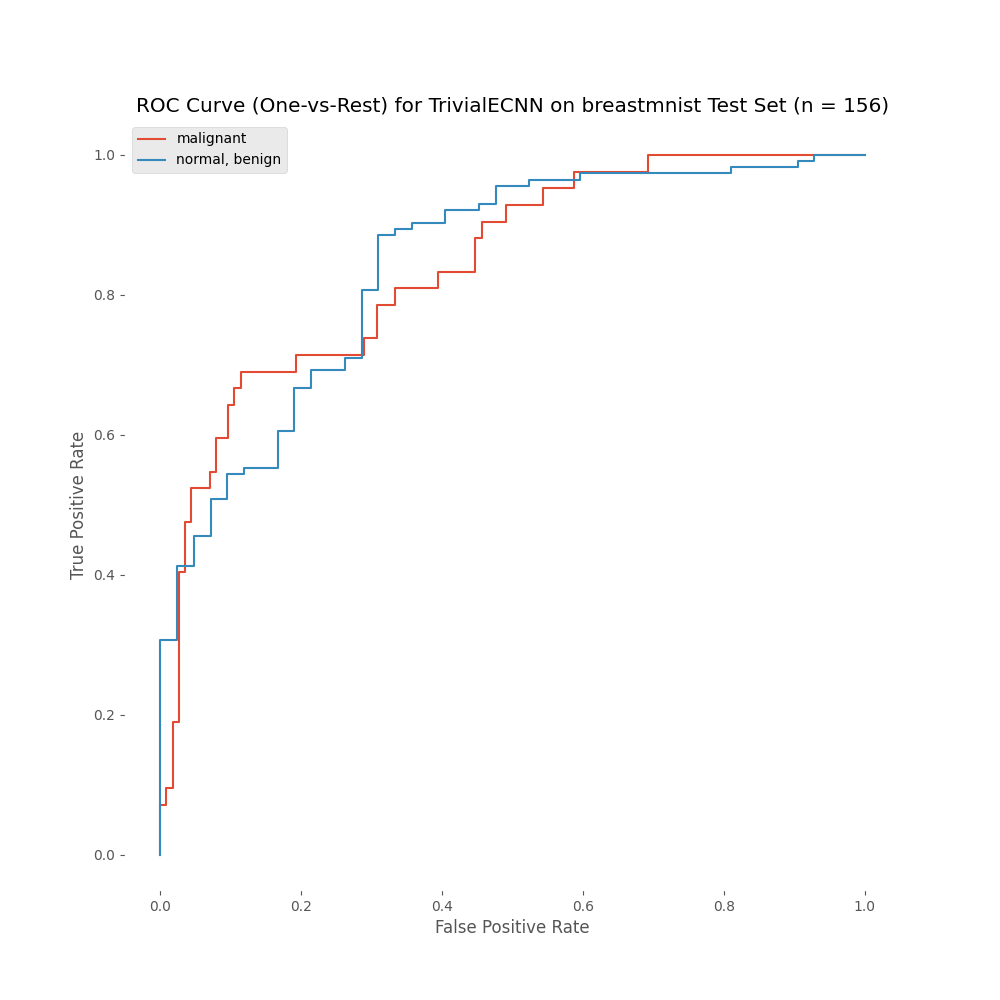 ROC Curve (One-vs-Rest) for TrivialECNN on breastmnist Test Set (n = 156)
malignant
normal, benign
1.0
0.8
0.6
0.4
0.2
0.0
True Positive Rate
0.0 0.2 0.4 0.6 0.8 1.0
False Positive Rate